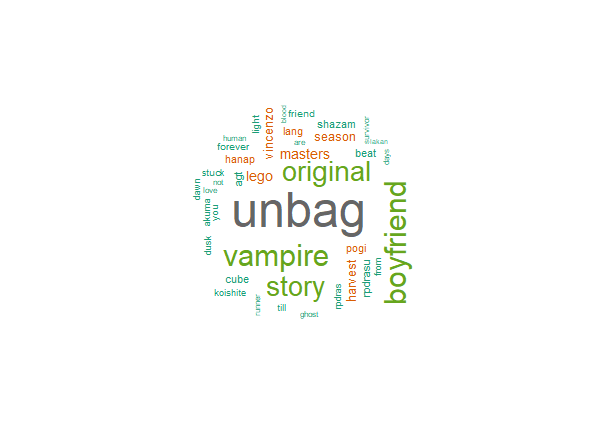 blood
friend
light
vincenzo
shazam
survivor
human
lang
season
are
silakan
forever
hanap
masters
beat
days
stuck
agt
lego
original
dawn
not
love
akuma
you
unbag
boyfriend
dusk
vampire
pogi
from
cube
story
harvest
rpdrasu
koishite
runner
till
ghost
rpdras